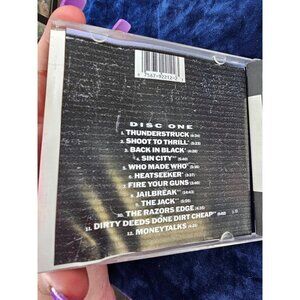 DISC ONE
1. THUNDERSTRUCK
2. SHOOT TO THRILL
3. BACK IN BLACK
4. SIN CITY
5. WHO MADE WHO
6. HEATSEEKER
7. FIRE YOUR GUNS
8. JAILBREAK
9. THE JACK
10. THE RAZORS EDGE
11. DIRTY DEEDS DONE DIRT CHEAP
12. MONEYTALKS